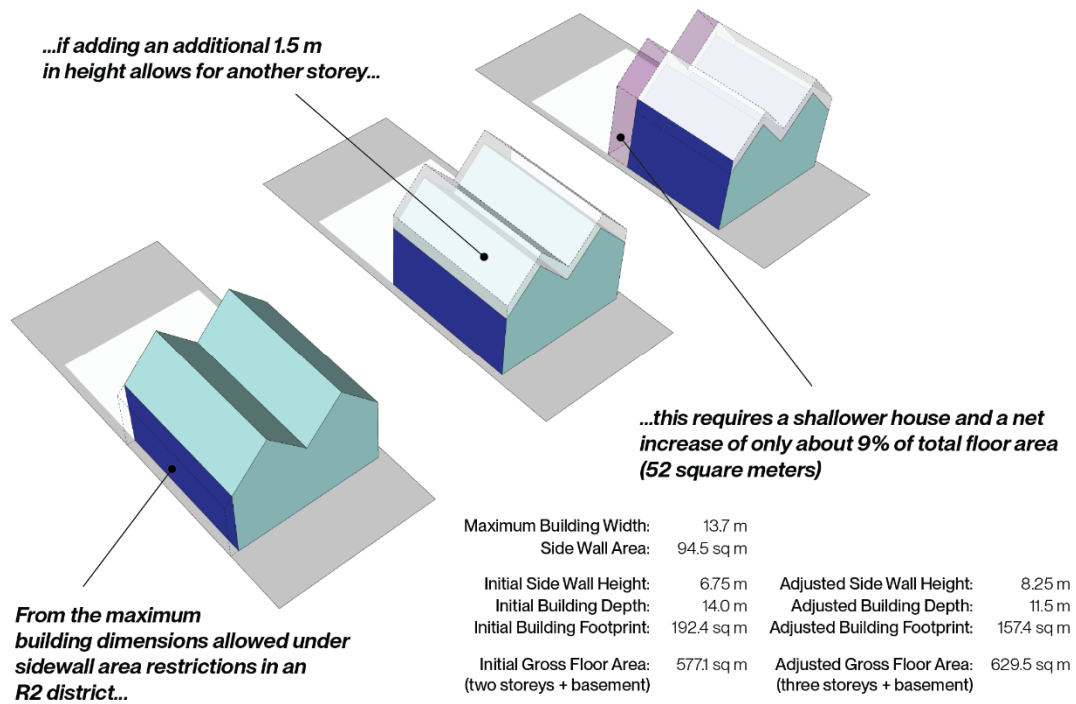 ...if adding an additional 1.5 m
in height allows for another storey...
...this requires a shallower house and a net
increase of only about 9% of total floor area
(52 square meters)
From the maximum
building dimensions allowed under
sidewall area restrictions in an
R2 district...
Maximum Building Width: 13.7 m
Side Wall Area: 94.5 sq m
Initial Side Wall Height: 6.75 m Adjusted Side Wall Height: 8.25 m
Initial Building Depth: 14.0 m Adjusted Building Depth: 11.5 m
Initial Building Footprint: 192.4 sq m Adjusted Building Footprint: 157.4 sq m
Initial Gross Floor Area: 577.1 sq m Adjusted Gross Floor Area: 629.5 sq m
(two storeys + basement) (three storeys + basement)